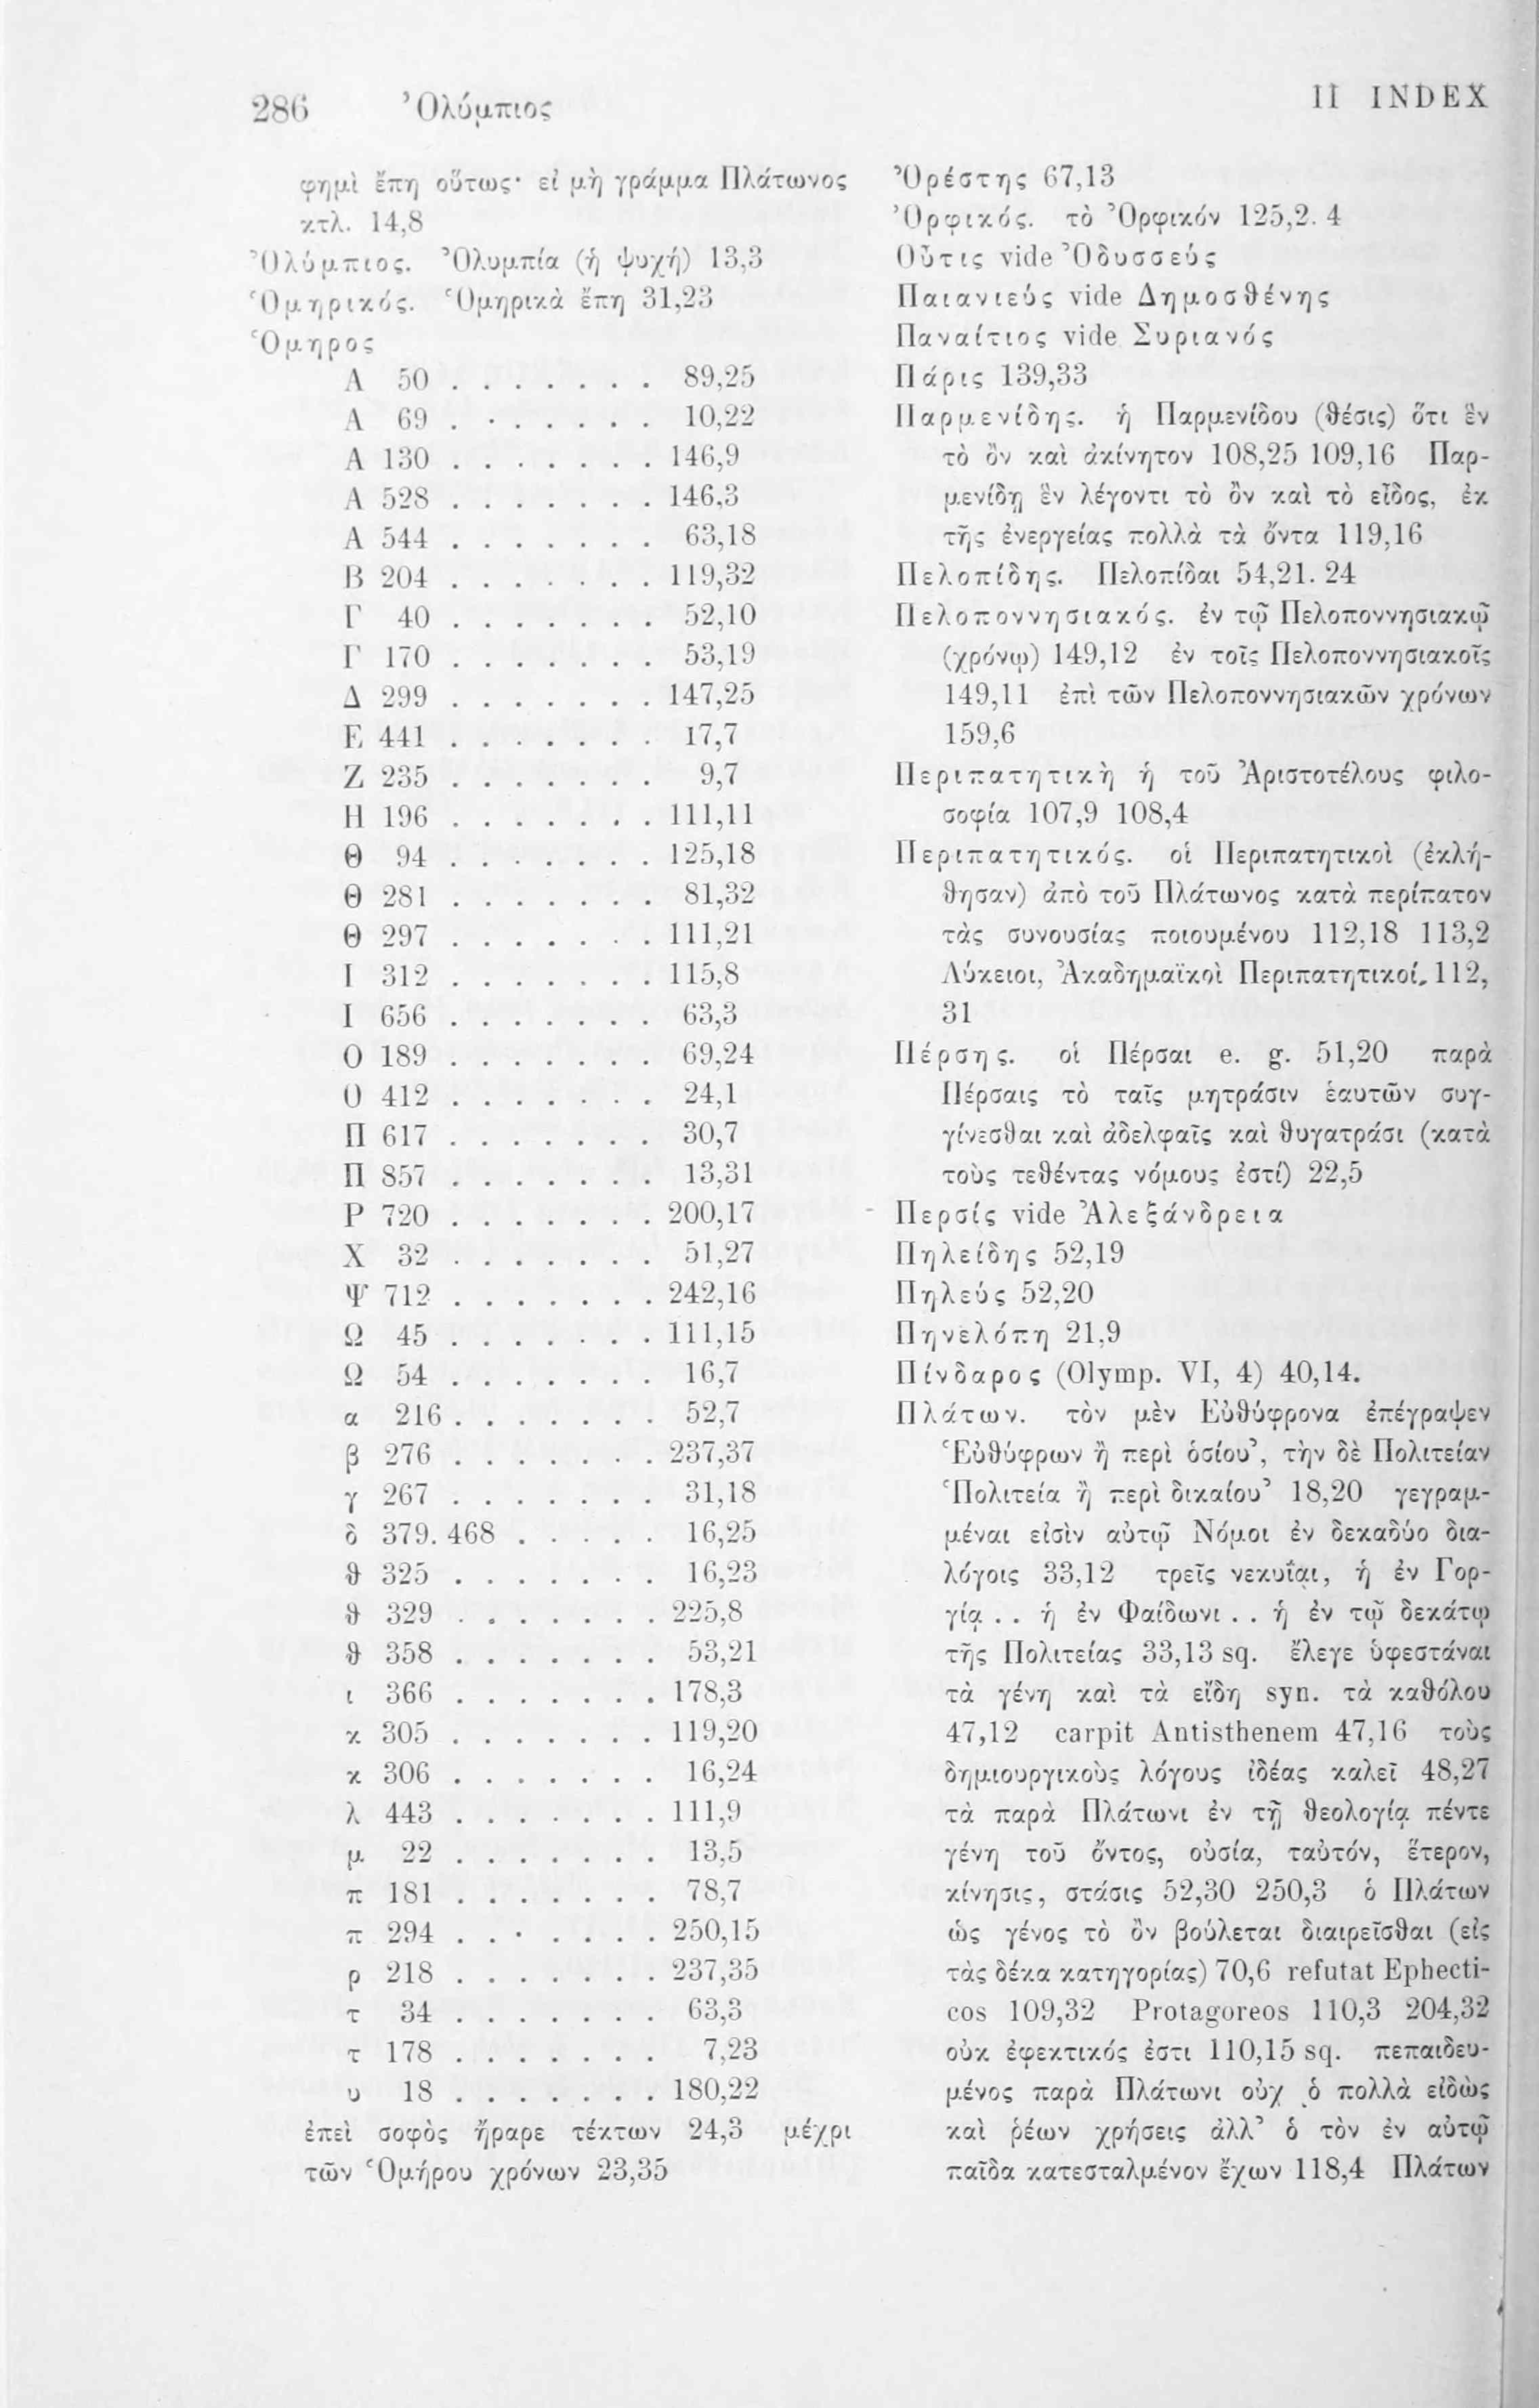 286 Ὀλύμπιος II INDEX
φημὶ ἔπη οὕτως· εἰ μὴ γράμμα Πλάτωνος
κτλ. 14,8
Ὀλύμπιος. Ὀλυμπία (ἡ ψυχή) 13,3
Ὁμηρικός. Ὁμηρικὰ ἔπη 31,23
Ὅμηρος
Α 50 . . . . . . . 89,25
Α 69 . . . . . . . 10,22
Α 130 . . . . . . . 146,9
Α 528 . . . . . . . 146,3
Α 544 . . . . . . . 63,18
Β 204 . . . . . . . 119,32
Γ 40 . . . . . . . 52,10
Γ 170 . . . . . . . 53,19
Δ 299 . . . . . . . 147,25
Ε 441 . . . . . . . 17,7
Ζ 235 . . . . . . . 9,7
Η 196 . . . . . . . 111,11
Θ 94 . . . . . . . 125,18
Θ 281 . . . . . . . 81,32
Θ 297 . . . . . . . 111,21
Ι 312 . . . . . . . 115,8
Ι 656 . . . . . . . 63,3
Ο 189 . . . . . . . 69,24
Ο 412 . . . . . . . 24,1
Π 617 . . . . . . . 30,7
Π 857 . . . . . . . 13,31
Ρ 720 . . . . . . . 200,17
Χ 32 . . . . . . . 51,27
Ψ 712 . . . . . . . 242,16
Ω 45 . . . . . . . 111,15
Ω 54 . . . . . . . 16,7
α 216 . . . . . . . 52,7
β 276 . . . . . . . 237,37
γ 267 . . . . . . . 31,18
δ 379. 468 . . . . . 16,25
ϑ 325 . . . . . . . 16,23
ϑ 329 . . . . . . . 225,8
ϑ 358 . . . . . . . 53,21
ι 366 . . . . . . . 178,3
κ 305 . . . . . . . 119,20
κ 306 . . . . . . . 16,24
λ 443 . . . . . . . 111,9
μ 22 . . . . . . . 13,5
π 181 . . . . . . . 78,7
π 294 . . . . . . . 250,15
ρ 218 . . . . . . . 237,35
τ 34 . . . . . . . 63,3
τ 178 . . . . . . . 7,23
υ 18 . . . . . . . 180,22
ἐπεὶ σοφὸς ἤραρε τέκτων 24,3 μέχρι
τῶν Ὁμήρου χρόνων 23,35
Ὀρέστης 67,13
Ὀρφικός. τὸ Ὀρφικόν 125,2. 4
Οὖτις vide Ὀδυσσεύς
Παιανιεύς vide Δημοσϑένης
Παναίτιος vide Συριανός
Πάρις 139,33
Παρμενίδης. ἡ Παρμενίδου (ϑέσις) ὅτι ἓν
τὸ ὂν καὶ ἀκίνητον 108,25 109,16 Παρ-
μενίδῃ ἓν λέγοντι τὸ ὂν καὶ τὸ εἶδος, ἐκ
τῆς ἐνεργείας πολλὰ τὰ ὄντα 119,16
Πελοπίδης. Πελοπίδαι 54,21. 24
Πελοποννησιακός. ἐν τῷ Πελοποννησιακῷ
(χρόνῳ) 149,12 ἐν τοῖς Πελοποννησιακοῖς
149,11 ἐπὶ τῶν Πελοποννησιακῶν χρόνων
159,6
Περιπατητικὴ ἡ τοῦ Ἀριστοτέλους φιλο-
σοφία 107,9 108,4
Περιπατητικός. οἱ Περιπατητικοὶ (ἐκλή-
ϑησαν) ἀπὸ τοῦ Πλάτωνος κατὰ περίπατον
τὰς συνουσίας ποιουμένου 112,18 113,2
Λύκειοι, Ἀκαδημαϊκοὶ Περιπατητικοί, 112,
31
Πέρσης. οἱ Πέρσαι e. g. 51,20 παρὰ
Πέρσαις τὸ ταῖς μητράσιν ἑαυτῶν συγ-
γίνεσϑαι καὶ ἀδελφαῖς καὶ ϑυγατράσι (κατὰ
τοὺς τεϑέντας νόμους ἐστί) 22,5
Περσίς vide Ἀλεξάνδρεια
Πηλείδης 52,19
Πηλεύς 52,20
Πηνελόπη 21,9
Πίνδαρος (Olymp. VI, 4) 40,14.
Πλάτων. τὸν μὲν Εὐϑύφρονα ἐπέγραψεν
‘Εὐϑύφρων ἢ περὶ ὁσίου’, τὴν δὲ Πολιτείαν
‘Πολιτεία ἢ περὶ δικαίου’ 18,20 γεγραμ-
μέναι εἰσὶν αὐτῷ Νόμοι ἐν δεκαδύο δια-
λόγοις 33,12 τρεῖς νεκυῖαι, ἡ ἐν Γορ-
γίᾳ . . ἡ ἐν Φαίδωνι . . ἡ ἐν τῷ δεκάτῳ
τῆς Πολιτείας 33,13 sq. ἔλεγε ὑφεστάναι
τὰ γένη καὶ τὰ εἴδη syn. τὰ καϑόλου
47,12 carpit Antisthenem 47,16 τοὺς
δημιουργικοὺς λόγους ἰδέας καλεῖ 48,27
τὰ παρὰ Πλάτωνι ἐν τῇ ϑεολογίᾳ πέντε
γένη τοῦ ὄντος, οὐσία, ταὐτόν, ἕτερον,
κίνησις, στάσις 52,30 250,3 ὁ Πλάτων
ὡς γένος τὸ ὂν βούλεται διαιρεῖσϑαι (εἰς
τὰς δέκα κατηγορίας) 70,6 refutat Ephecti-
cos 109,32 Protagoreos 110,3 204,32
οὐκ ἐφεκτικός ἐστι 110,15 sq. πεπαιδευ-
μένος παρὰ Πλάτωνι οὐχ ὁ πολλὰ εἰδὼς
καὶ ῥέων χρήσεις ἀλλ’ ὁ τὸν ἐν αὐτῷ
παῖδα κατεσταλμένον ἔχων 118,4 Πλάτων